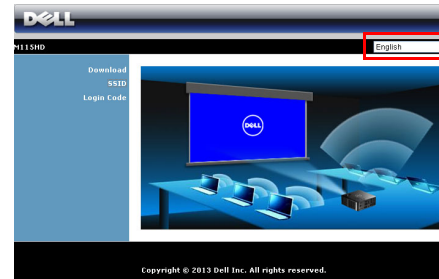 DELL
M115HD
English
Download
SSID
Login Code
DELL
Copyright © 2013 Dell Inc. All rights reserved.